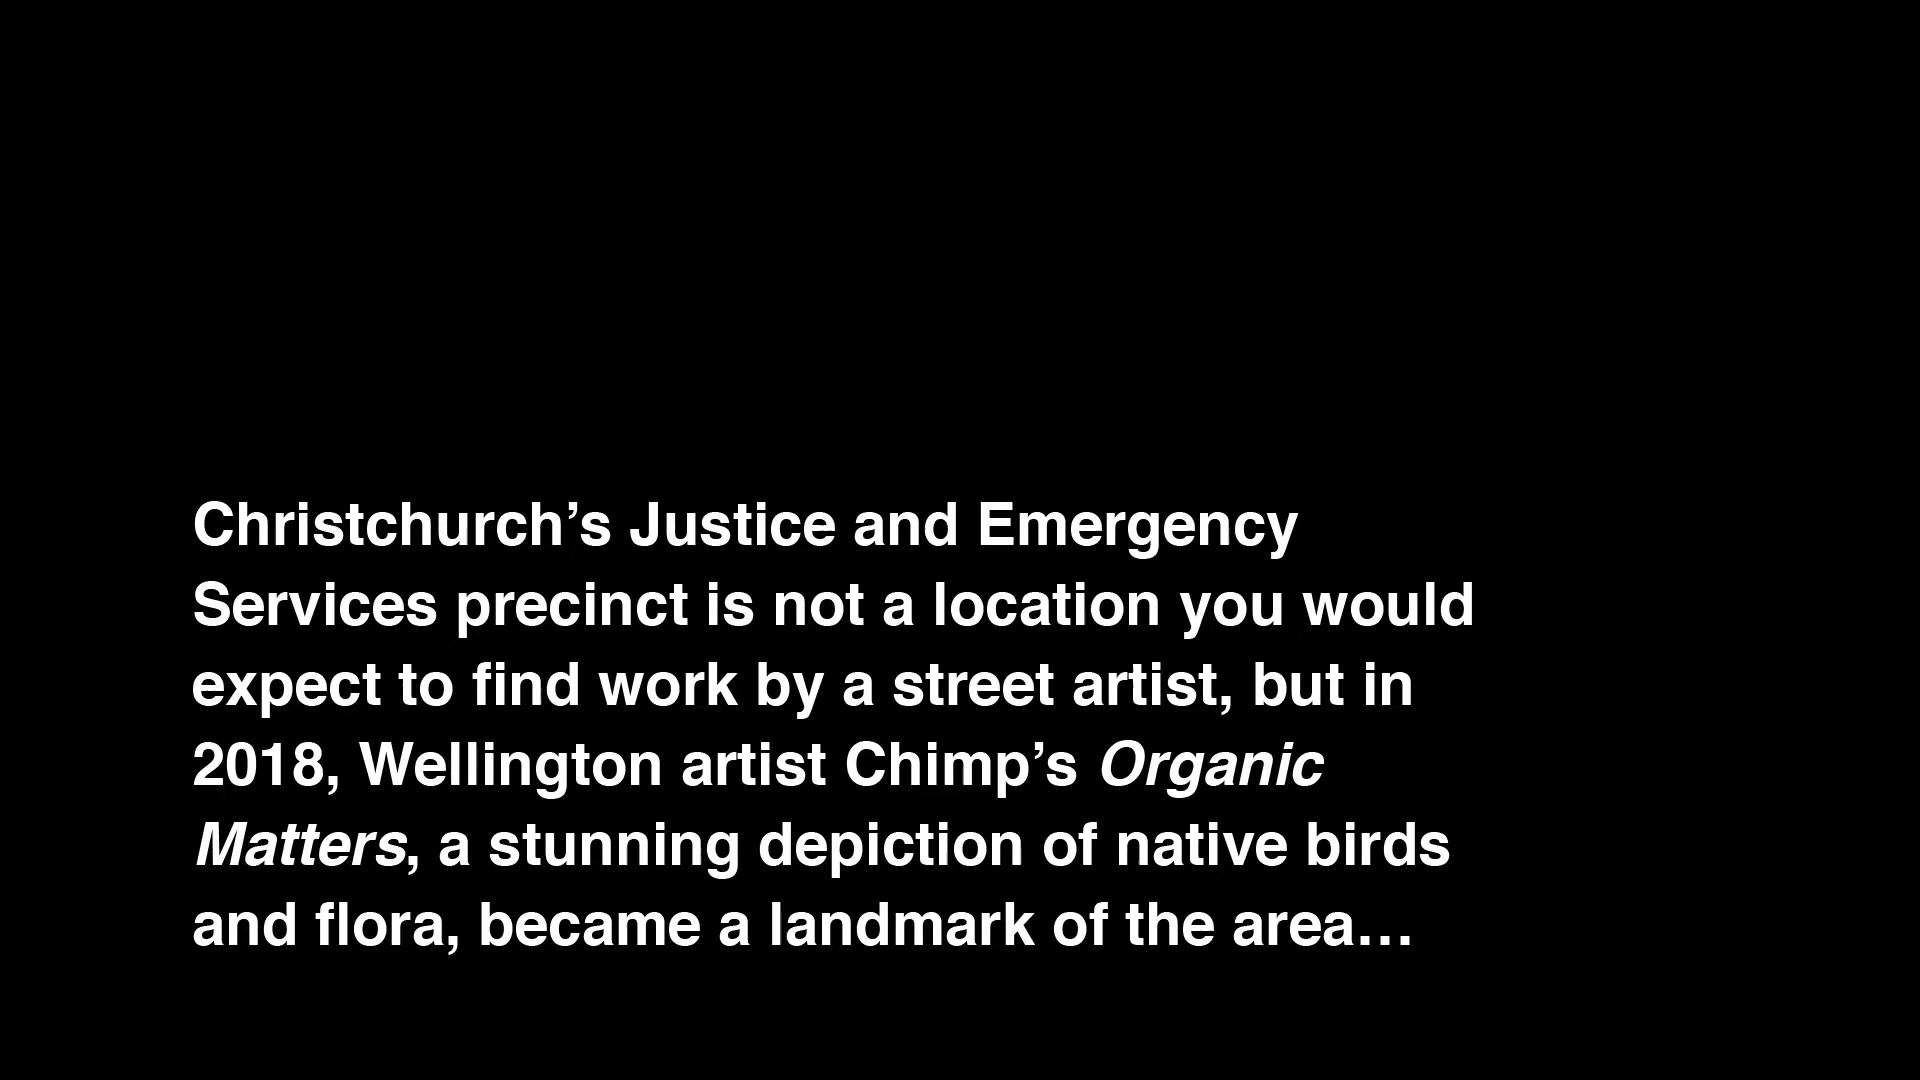 Christchurch’s Justice and Emergency
Services precinct is not a location you would
expect to find work by a street artist, but in
2018, Wellington artist Chimp’s Organic
Matters, a stunning depiction of native birds
and flora, became a landmark of the area…